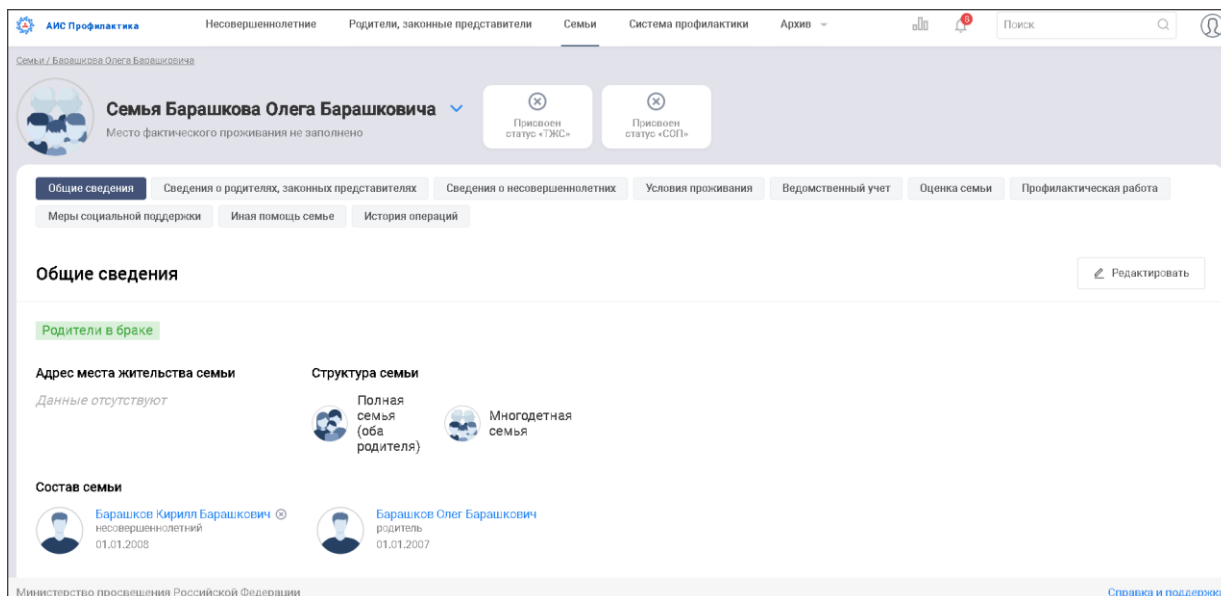 АИС Профилактика
Несовершеннолетние
Родители, законные представители
Семьи
Система профилактики
Архив
8
Поиск
Семьи / Барашкова Олега Барашковича
Семья Барашкова Олега Барашковича
Место фактического проживания не заполнено
Присвоен
статус «ТЖС»
Присвоен
статус «СОП»
Общие сведения
Сведения о родителях, законных представителях
Сведения о несовершеннолетних
Условия проживания
Ведомственный учет
Оценка семьи
Профилактическая работа
Меры социальной поддержки
Иная помощь семье
История операций
Общие сведения
Редактировать
Родители в браке
Адрес места жительства семьи
Данные отсутствуют
Структура семьи
Полная
семья
(оба
родителя)
Многодетная
семья
Состав семьи
Барашков Кирилл Барашкович
несовершеннолетний
01.01.2008
Барашков Олег Барашкович
родитель
01.01.2007
Министерство просвещения Российской Федерации
Справка и поддержка